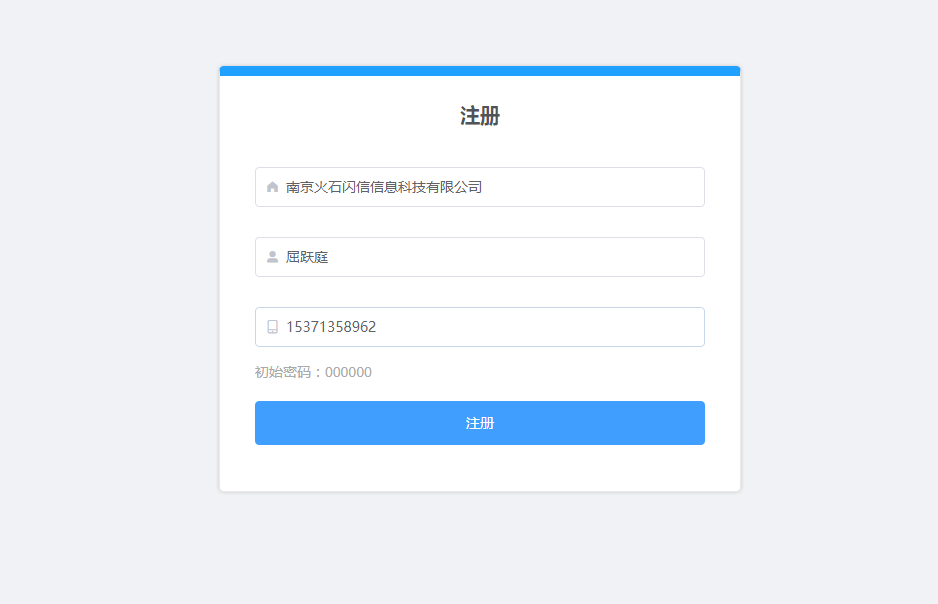 注册
南京火石闪信信息科技有限公司
屈跃庭
15371358962
初始密码：000000
注册